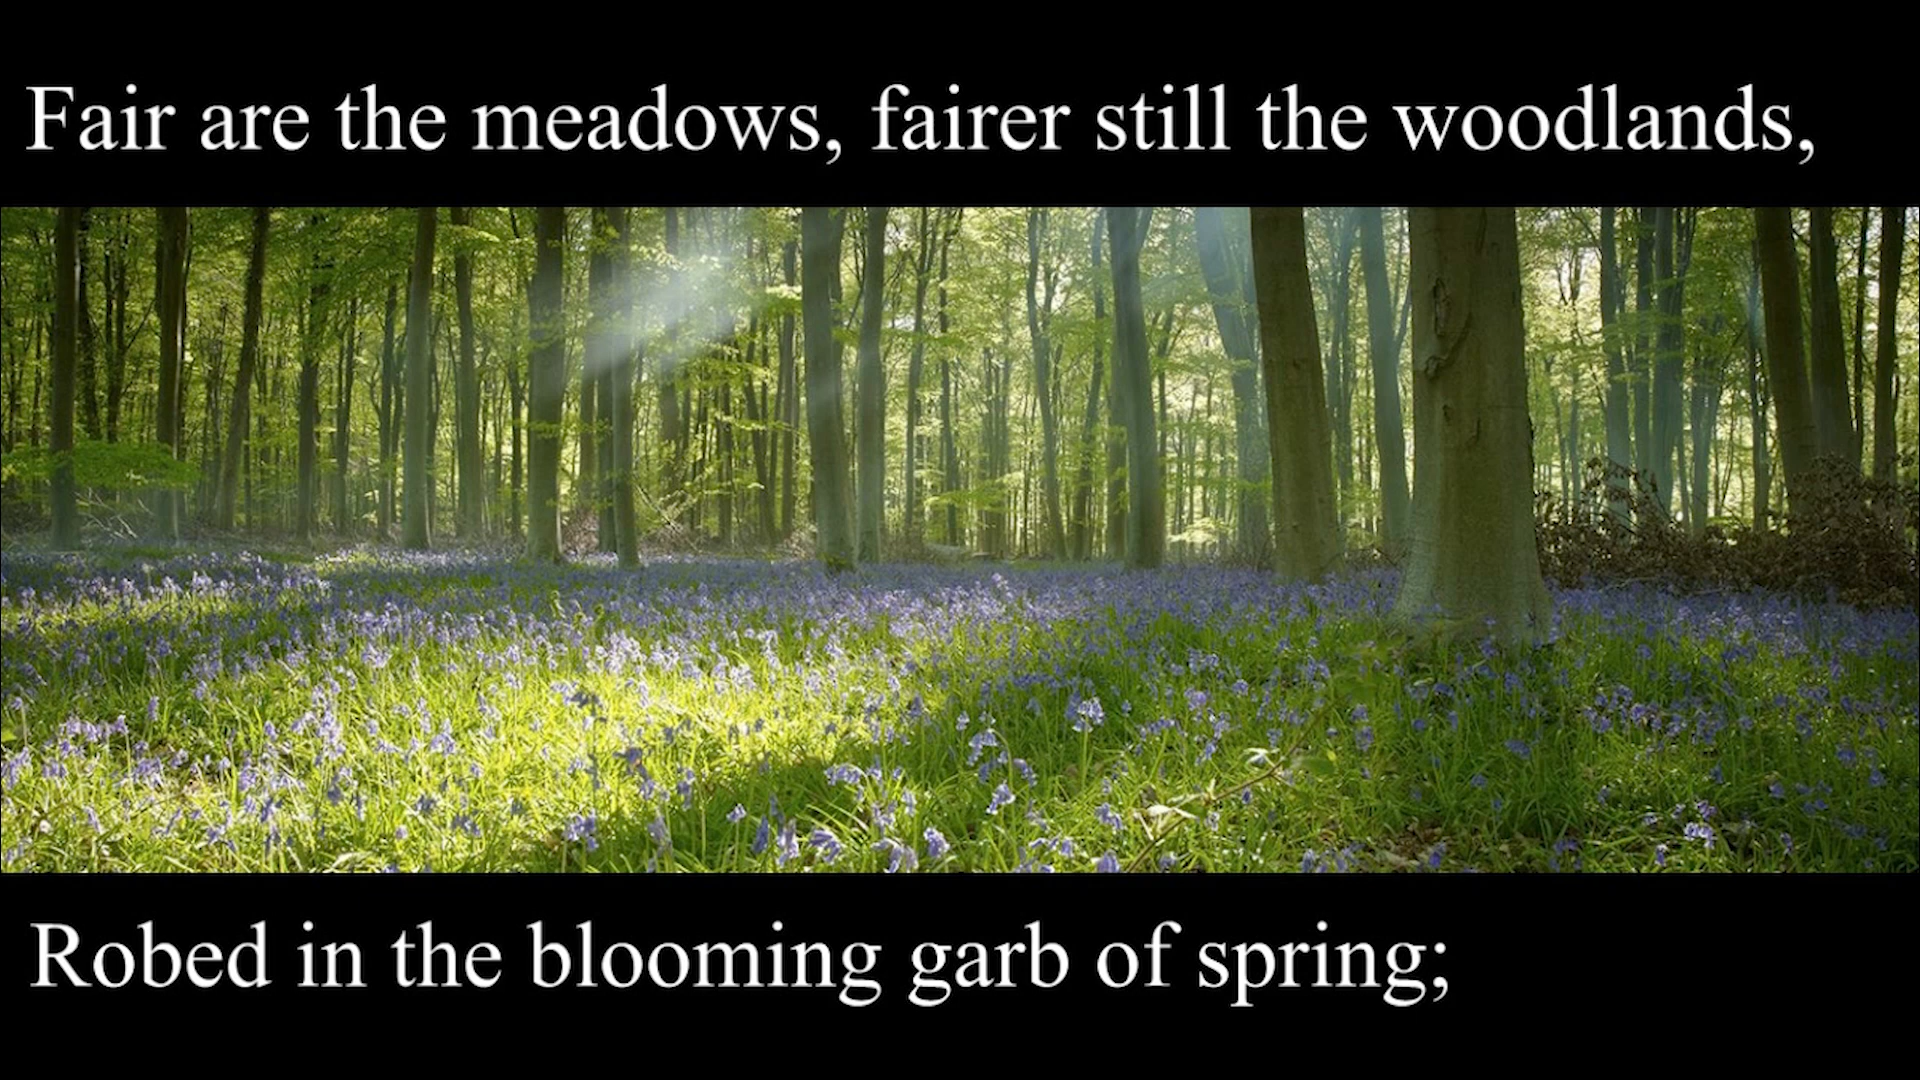 Fair are the meadows, fairer still the woodlands,
Robed in the blooming garb of spring;